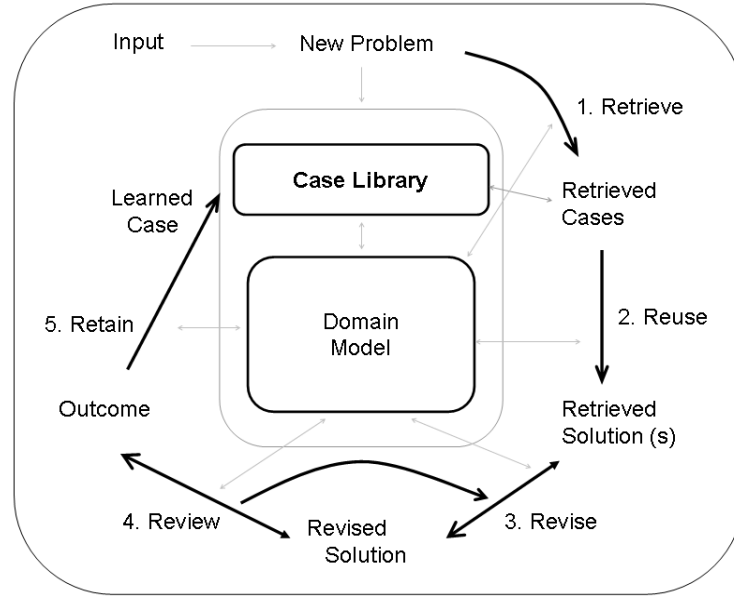 Input
New Problem
1. Retrieve
Case Library
Learned
Case
Retrieved
Cases
5. Retain
Domain
Model
2. Reuse
Outcome
Retrieved
Solution (s)
4. Review
Revised
Solution
3. Revise